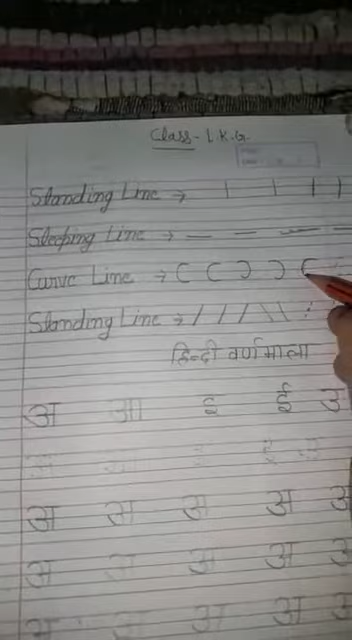 Class - L.K.G.
Standing Line → | | | |
Sleeping Line → — — — —
Curve Line → ( ( ) ) (
Standing Line → / / / \ \
हिन्दी वर्णमाला
अ आ इ ई उ
अ आ इ ई उ
अ अ अ अ अ
अ अ अ अ अ
अ अ अ अ अ